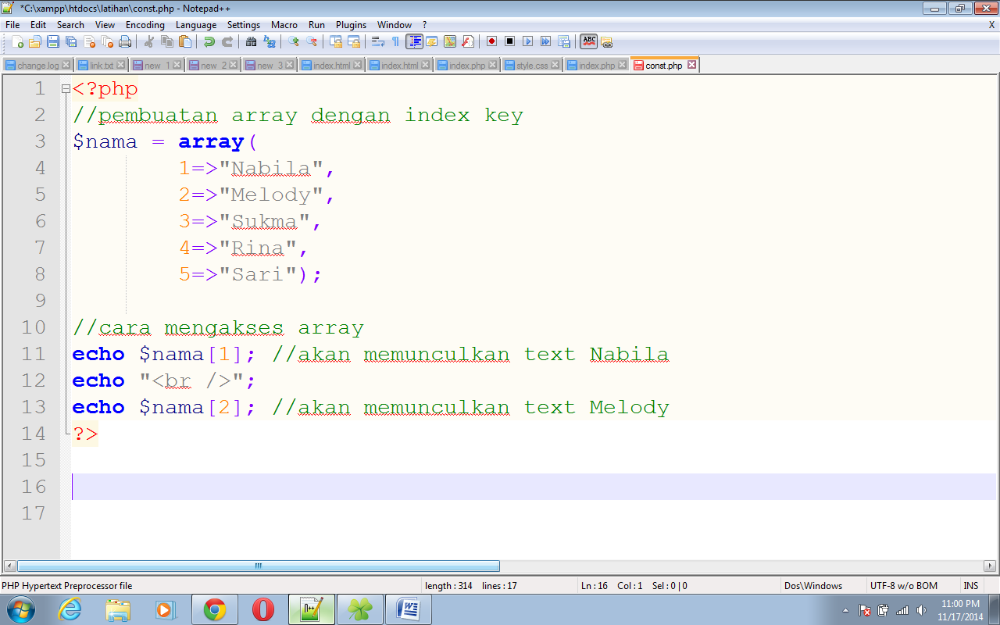 *C:\xampp\htdocs\latihan\const.php - Notepad++
File Edit Search View Encoding Language Settings Macro Run Plugins Window ? X
ABC
change.log link.txt new 1 new 2 new 3 index.html index.html index.php style.css index.php const.php
1 <?php
2 //pembuatan array dengan index key
3 $nama = array(
4 1=>"Nabila",
5 2=>"Melody",
6 3=>"Sukma",
7 4=>"Rina",
8 5=>"Sari");
9
10 //cara mengakses array
11 echo $nama[1]; //akan memunculkan text Nabila
12 echo "<br />";
13 echo $nama[2]; //akan memunculkan text Melody
14 ?>
15
16
17
PHP Hypertext Preprocessor file length : 314 lines : 17 Ln : 16 Col : 1 Sel : 0 | 0 Dos\Windows UTF-8 w/o BOM INS
11:00 PM
11/17/2014